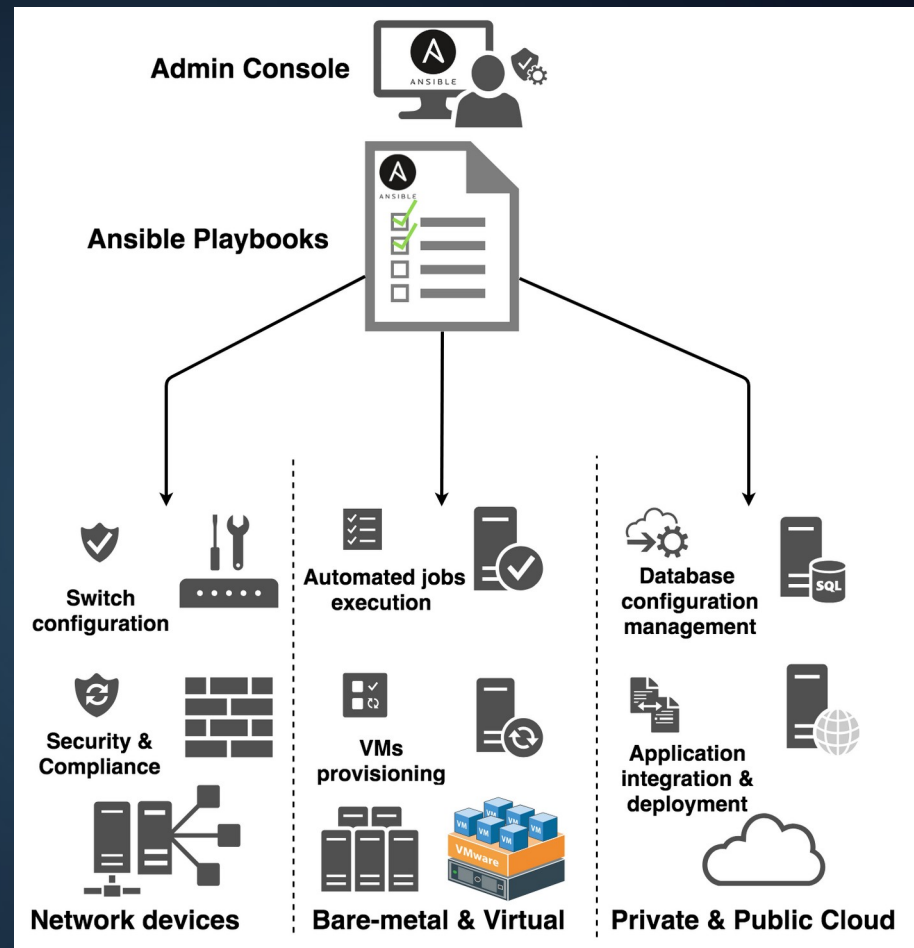 Admin Console
ANSIBLE
ANSIBLE
Ansible Playbooks
Switch
configuration
Security &
Compliance
Network devices
Automated jobs
execution
VMs
provisioning
VM VM VM
VM VM VM
VMware
Bare-metal & Virtual
Database
configuration
management
SQL
Application
integration &
deployment
Private & Public Cloud